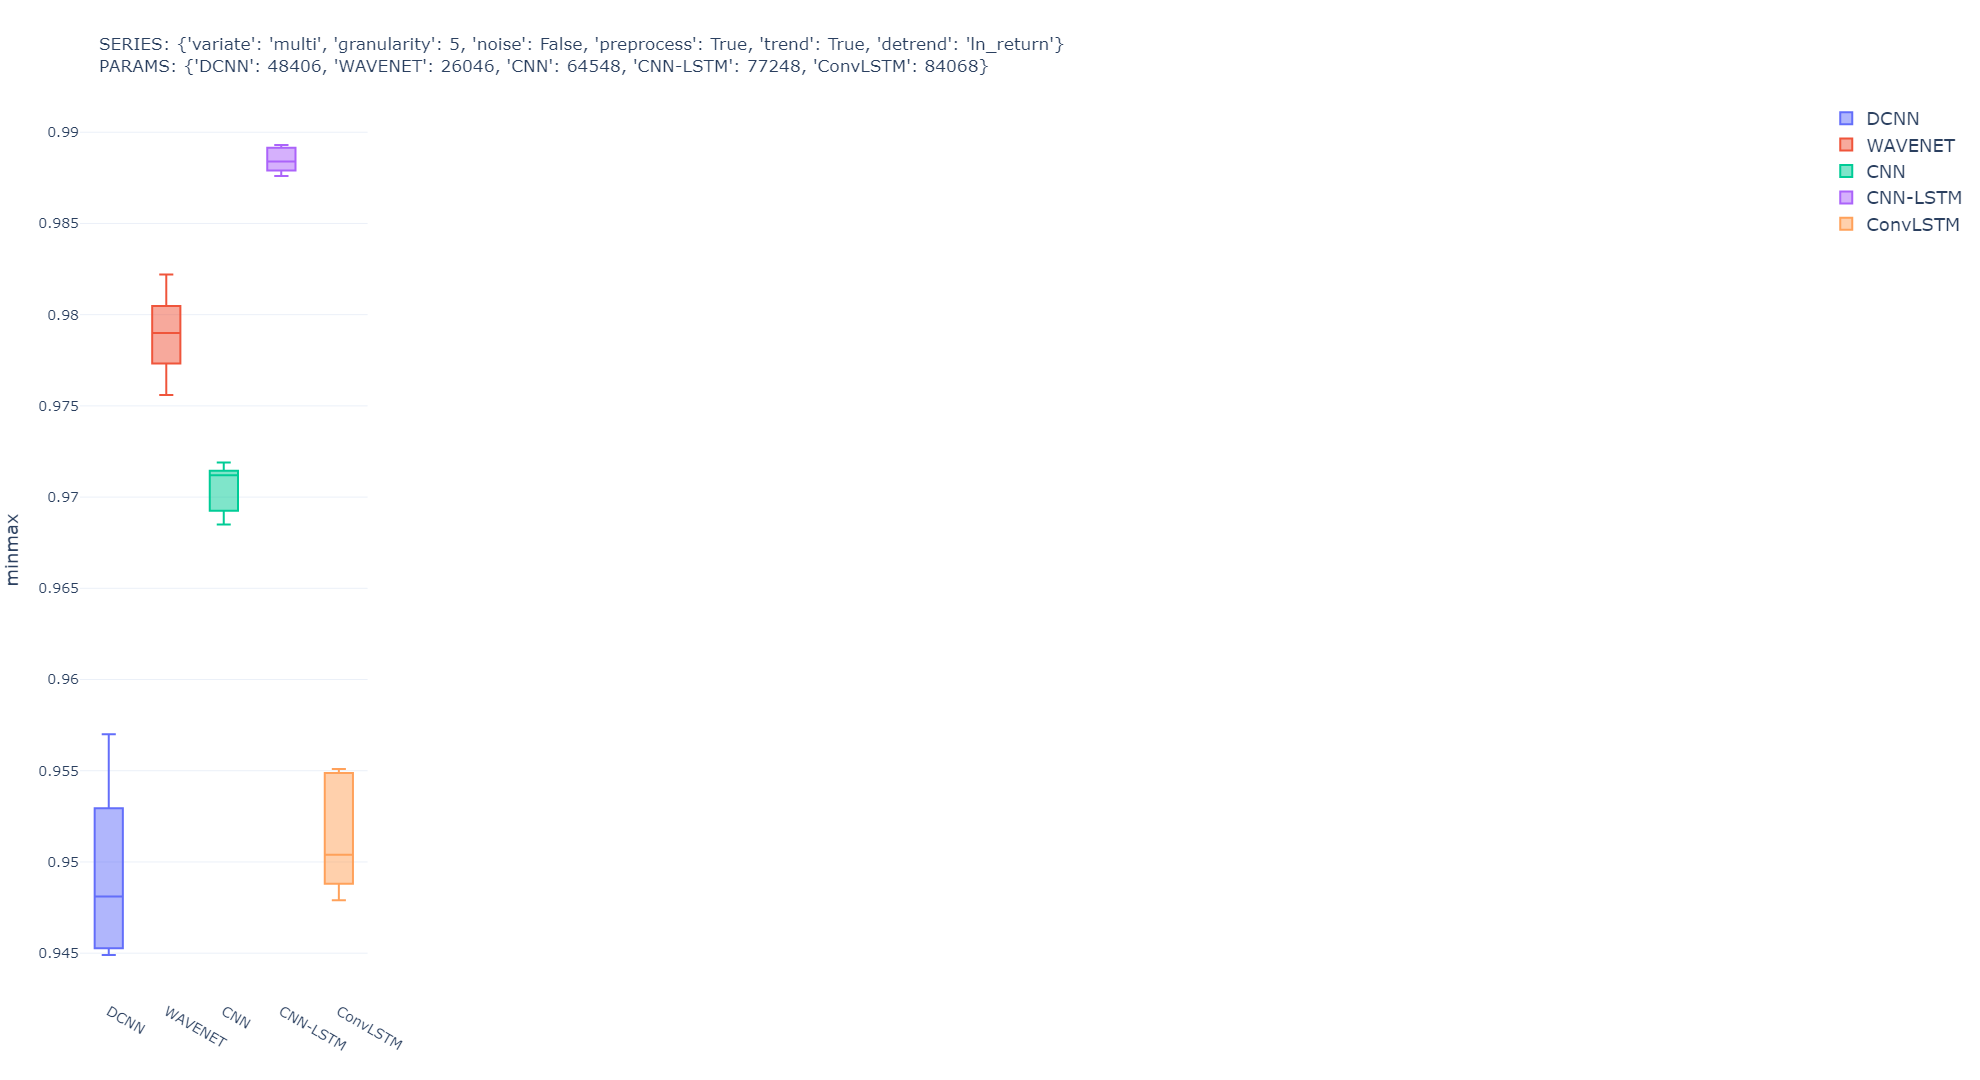 SERIES: {'variate': 'multi', 'granularity': 5, 'noise': False, 'preprocess': True, 'trend': True, 'detrend': 'ln_return'}
PARAMS: {'DCNN': 48406, 'WAVENET': 26046, 'CNN': 64548, 'CNN-LSTM': 77248, 'ConvLSTM': 84068}
DCNN
WAVENET
CNN
CNN-LSTM
ConvLSTM
minmax
0.99
0.985
0.98
0.975
0.97
0.965
0.96
0.955
0.95
0.945
DCNN
WAVENET
CNN
CNN-LSTM
ConvLSTM